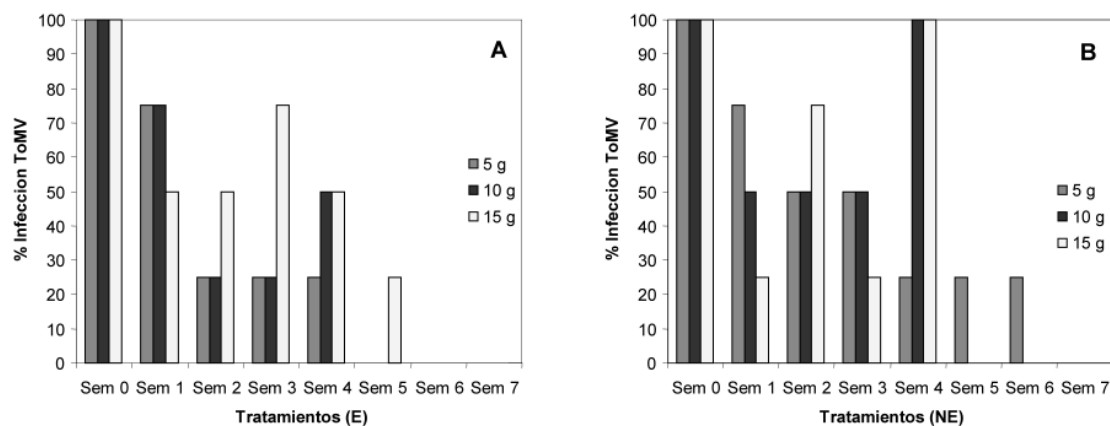 A
% Infeccion ToMV
100
90
80
70
60
50
40
30
20
10
0
5 g
10 g
15 g
Sem 0 Sem 1 Sem 2 Sem 3 Sem 4 Sem 5 Sem 6 Sem 7
Tratamientos (E)
B
% Infeccion ToMV
100
90
80
70
60
50
40
30
20
10
0
5 g
10 g
15 g
Sem 0 Sem 1 Sem 2 Sem 3 Sem 4 Sem 5 Sem 6 Sem 7
Tratamientos (NE)